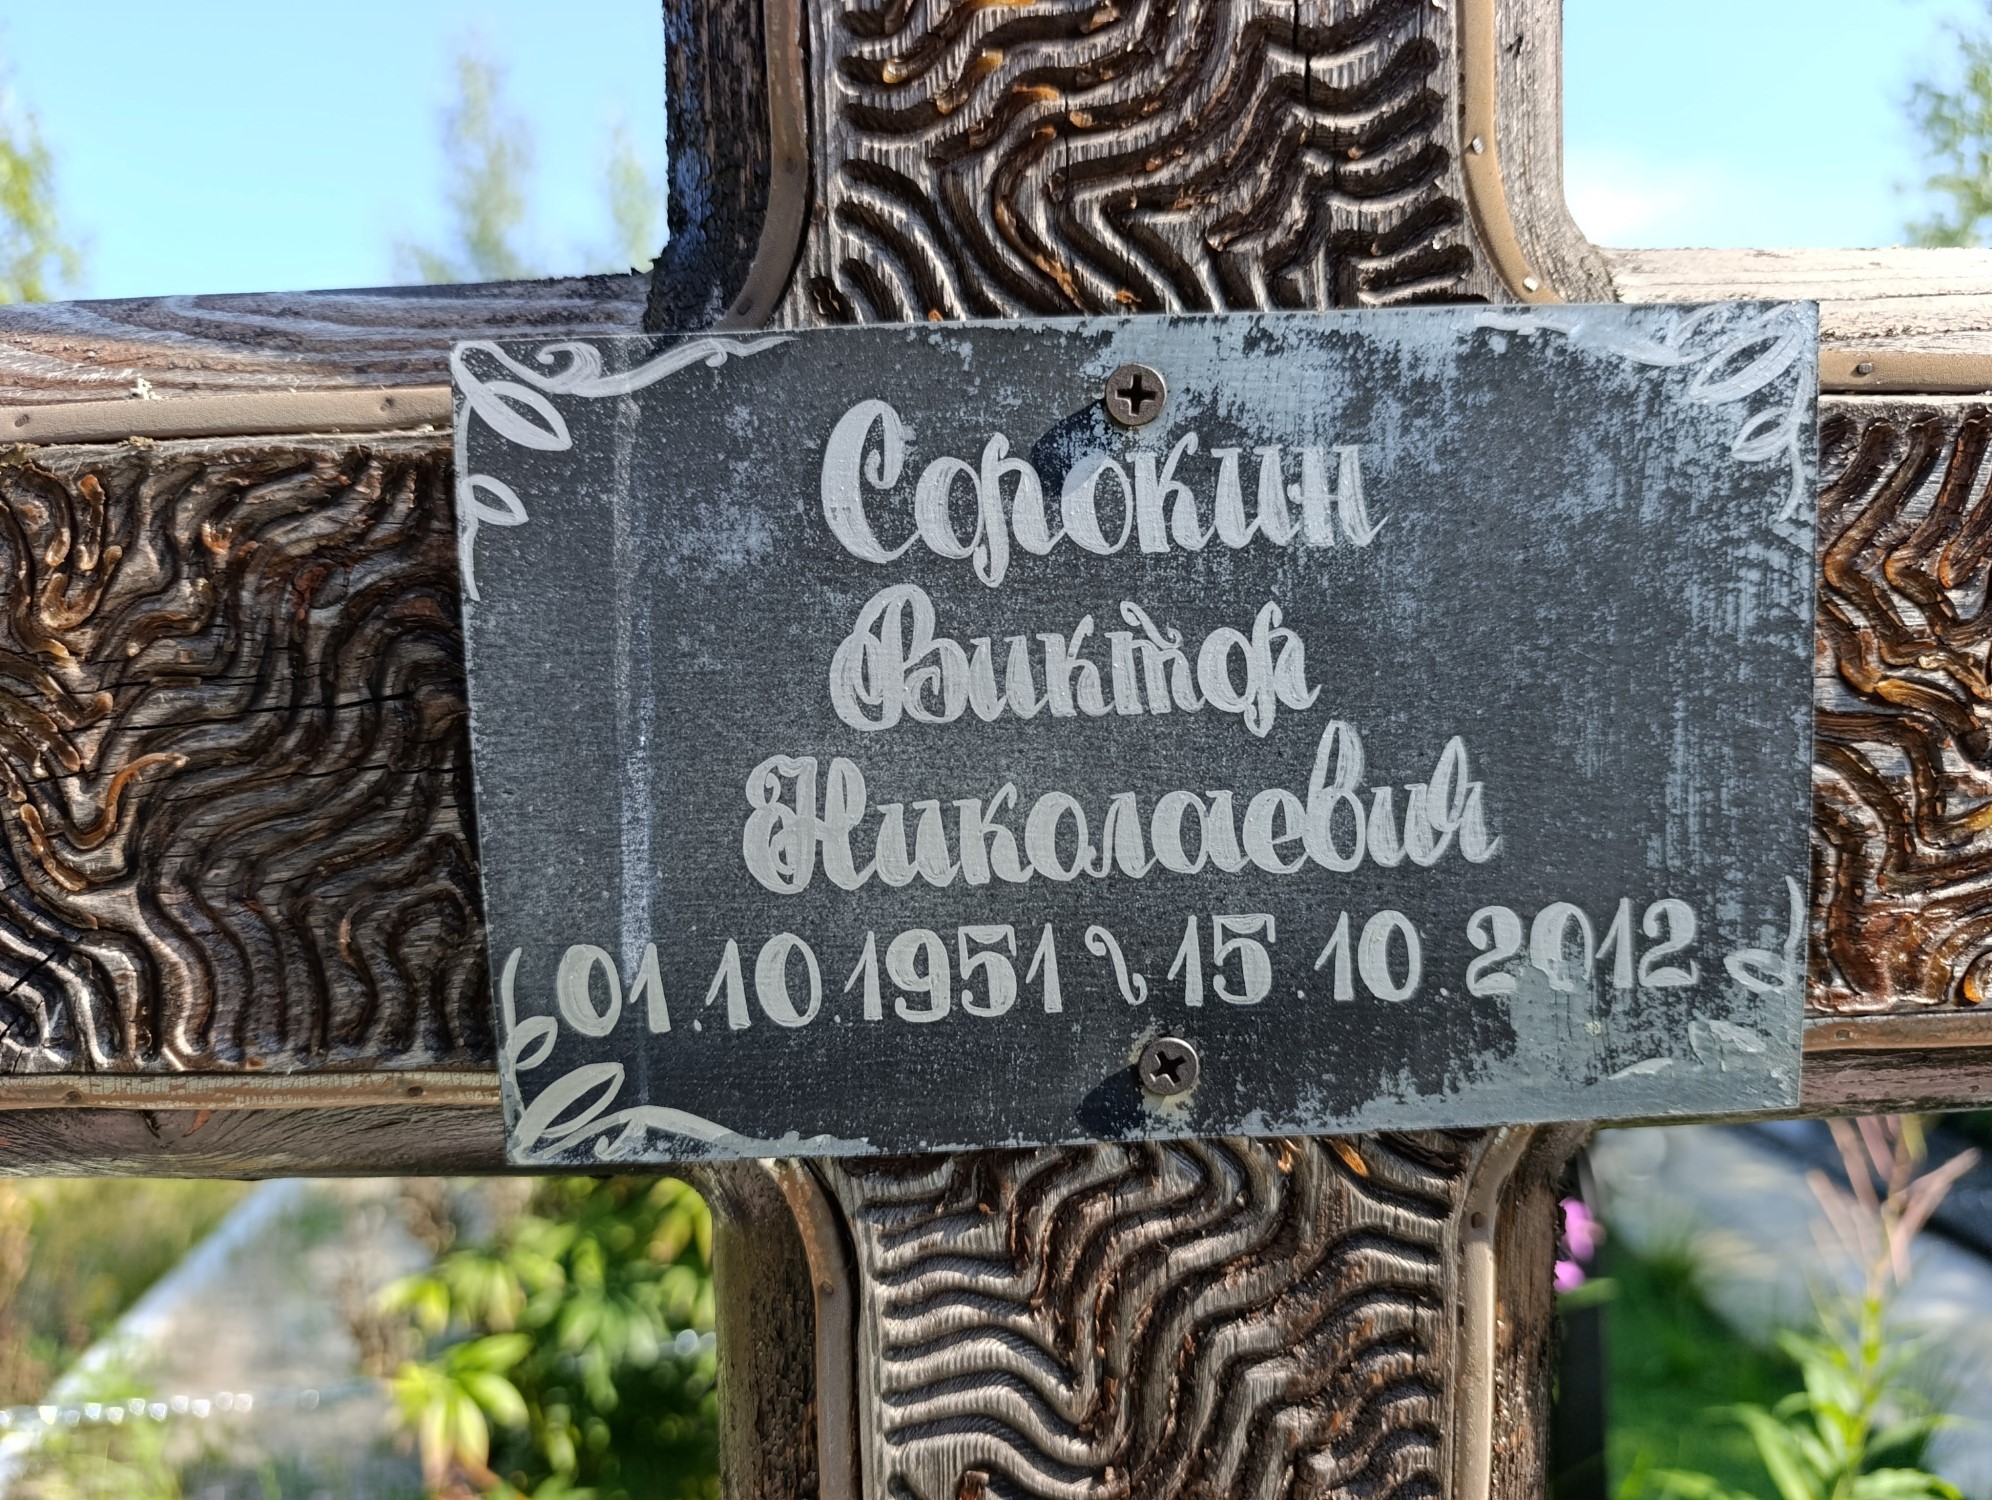 Сорокин
Виктор
Николаевич
01.10.1951 ~ 15.10.2012